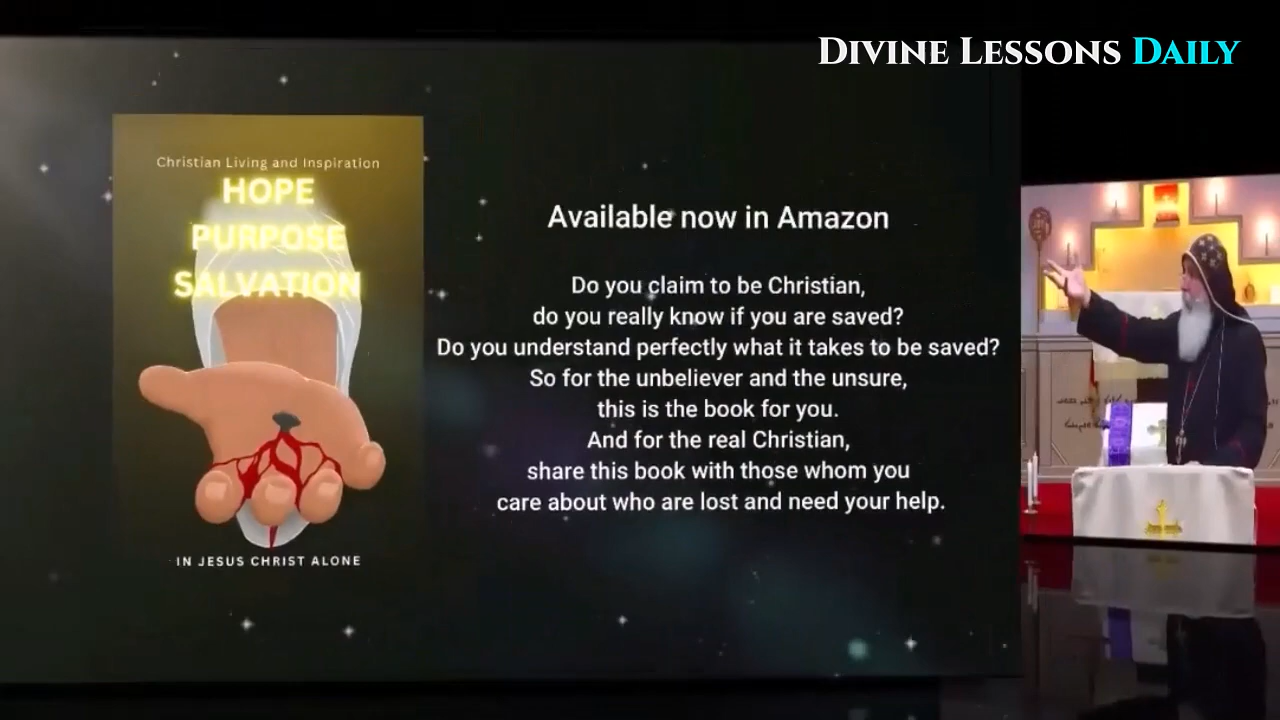 DIVINE LESSONS DAILY
Christian Living and Inspiration
HOPE
PURPOSE
SALVATION
IN JESUS CHRIST ALONE
Available now in Amazon
Do you claim to be Christian,
do you really know if you are saved?
Do you understand perfectly what it takes to be saved?
So for the unbeliever and the unsure,
this is the book for you.
And for the real Christian,
share this book with those whom you
care about who are lost and need your help.